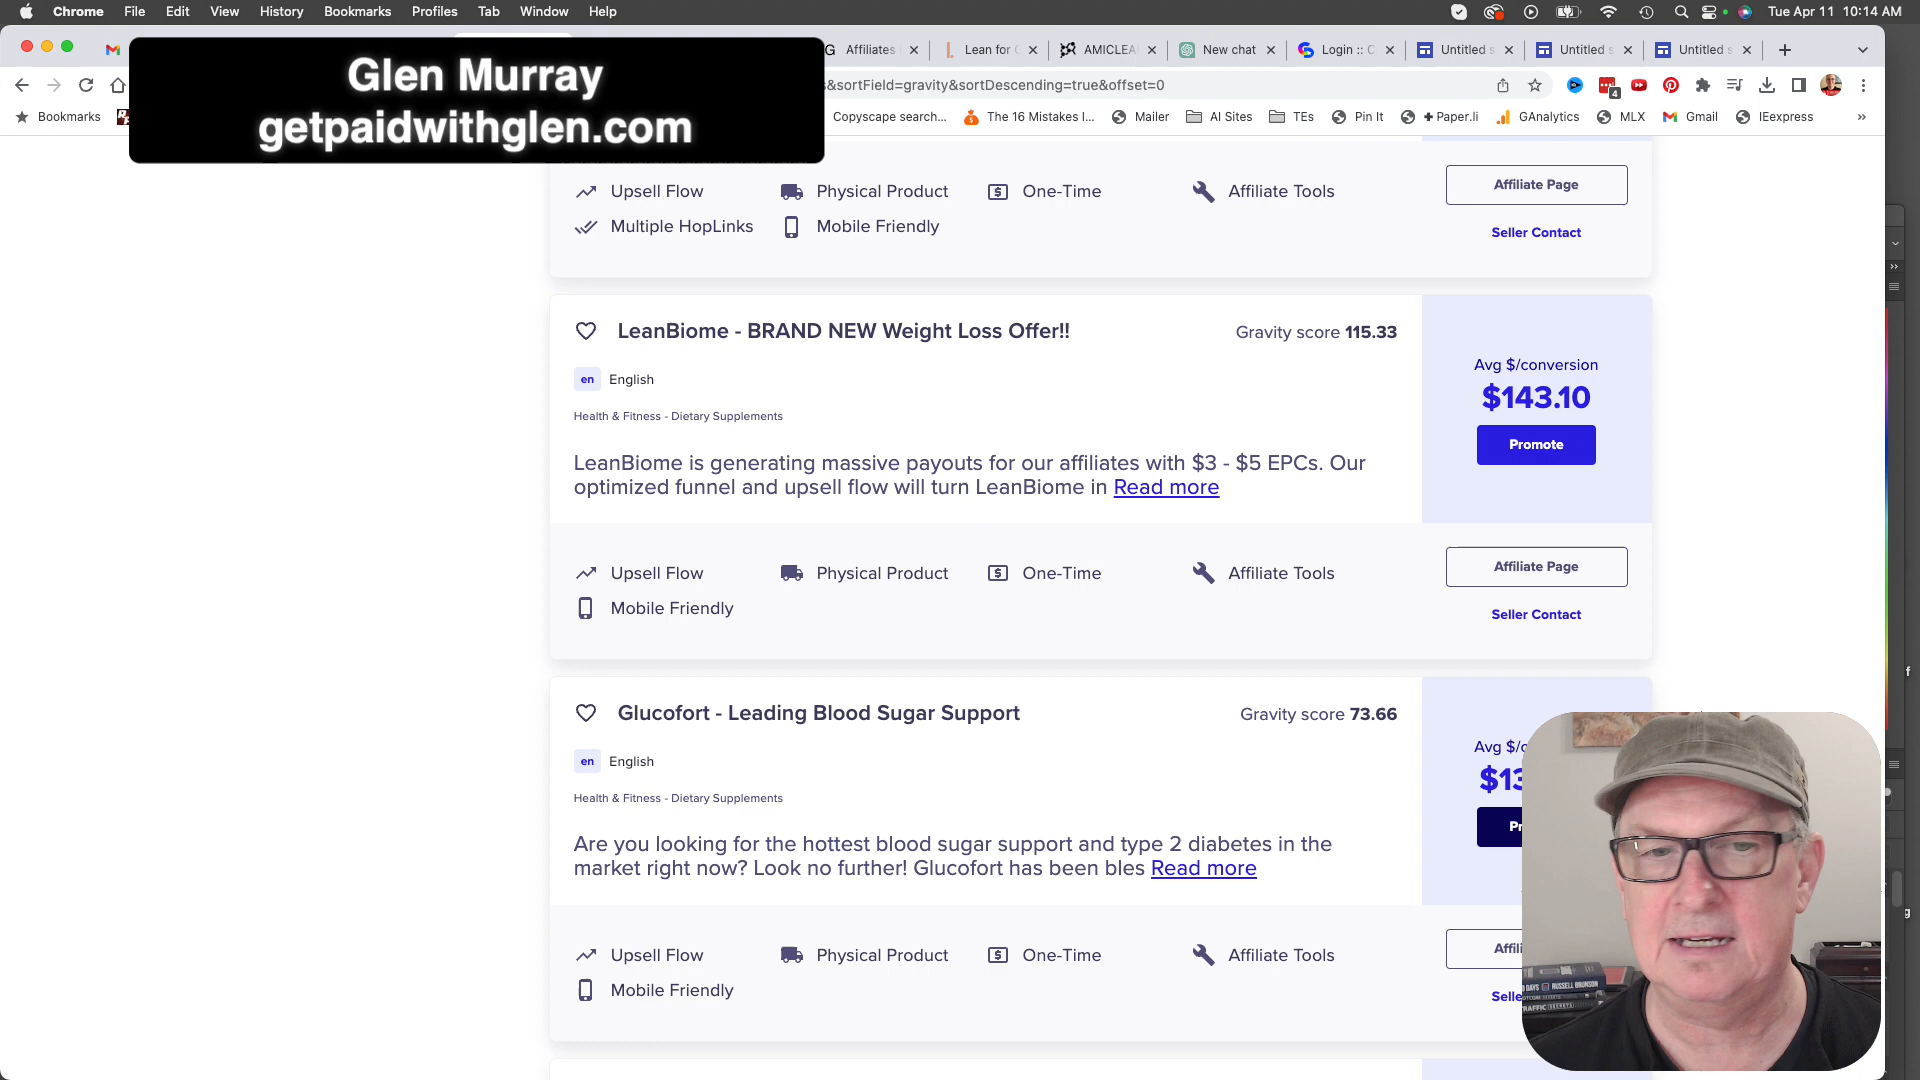 Chrome File Edit View History Bookmarks Profiles Tab Window Help
Tue Apr 11 10:14 AM
Glen Murray
getpaidwithglen.com
Affiliates
Lean for
AMICLEA
New chat
Login :: C
Untitled s
Untitled s
Untitled s
&sortField=gravity&sortDescending=true&offset=0
4
Bookmarks
Copyscape search...
The 16 Mistakes I...
Mailer
AI Sites
TEs
Pin It
+Paper.li
GAnalytics
MLX
Gmail
IEexpress
Upsell Flow
Physical Product
One-Time
Affiliate Tools
Multiple HopLinks
Mobile Friendly
Affiliate Page
Seller Contact
LeanBiome - BRAND NEW Weight Loss Offer!!
Gravity score 115.33
en English
Health & Fitness - Dietary Supplements
LeanBiome is generating massive payouts for our affiliates with $3 - $5 EPCs. Our
optimized funnel and upsell flow will turn LeanBiome in Read more
Avg $/conversion
$143.10
Promote
Upsell Flow
Physical Product
One-Time
Affiliate Tools
Mobile Friendly
Affiliate Page
Seller Contact
Glucofort - Leading Blood Sugar Support
Gravity score 73.66
en English
Health & Fitness - Dietary Supplements
Are you looking for the hottest blood sugar support and type 2 diabetes in the
market right now? Look no further! Glucofort has been bles Read more
Avg $/c
$13
Pr
Upsell Flow
Physical Product
One-Time
Affiliate Tools
Mobile Friendly
Affili
Selle
RUSSELL BRUNSON